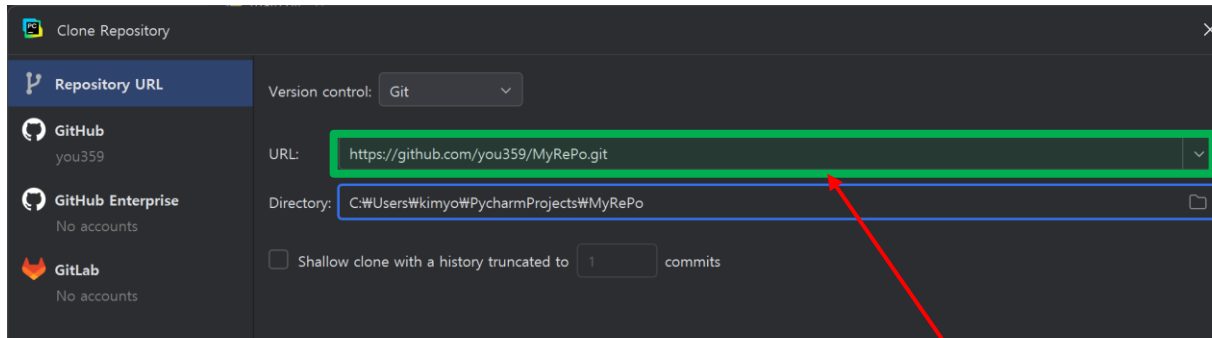 PC
Clone Repository
Repository URL
Version control: Git
GitHub
you359
URL: https://github.com/you359/MyRePo.git
GitHub Enterprise
No accounts
Directory: C:₩Users₩kimyo₩PycharmProjects₩MyRePo
GitLab
No accounts
Shallow clone with a history truncated to 1 commits